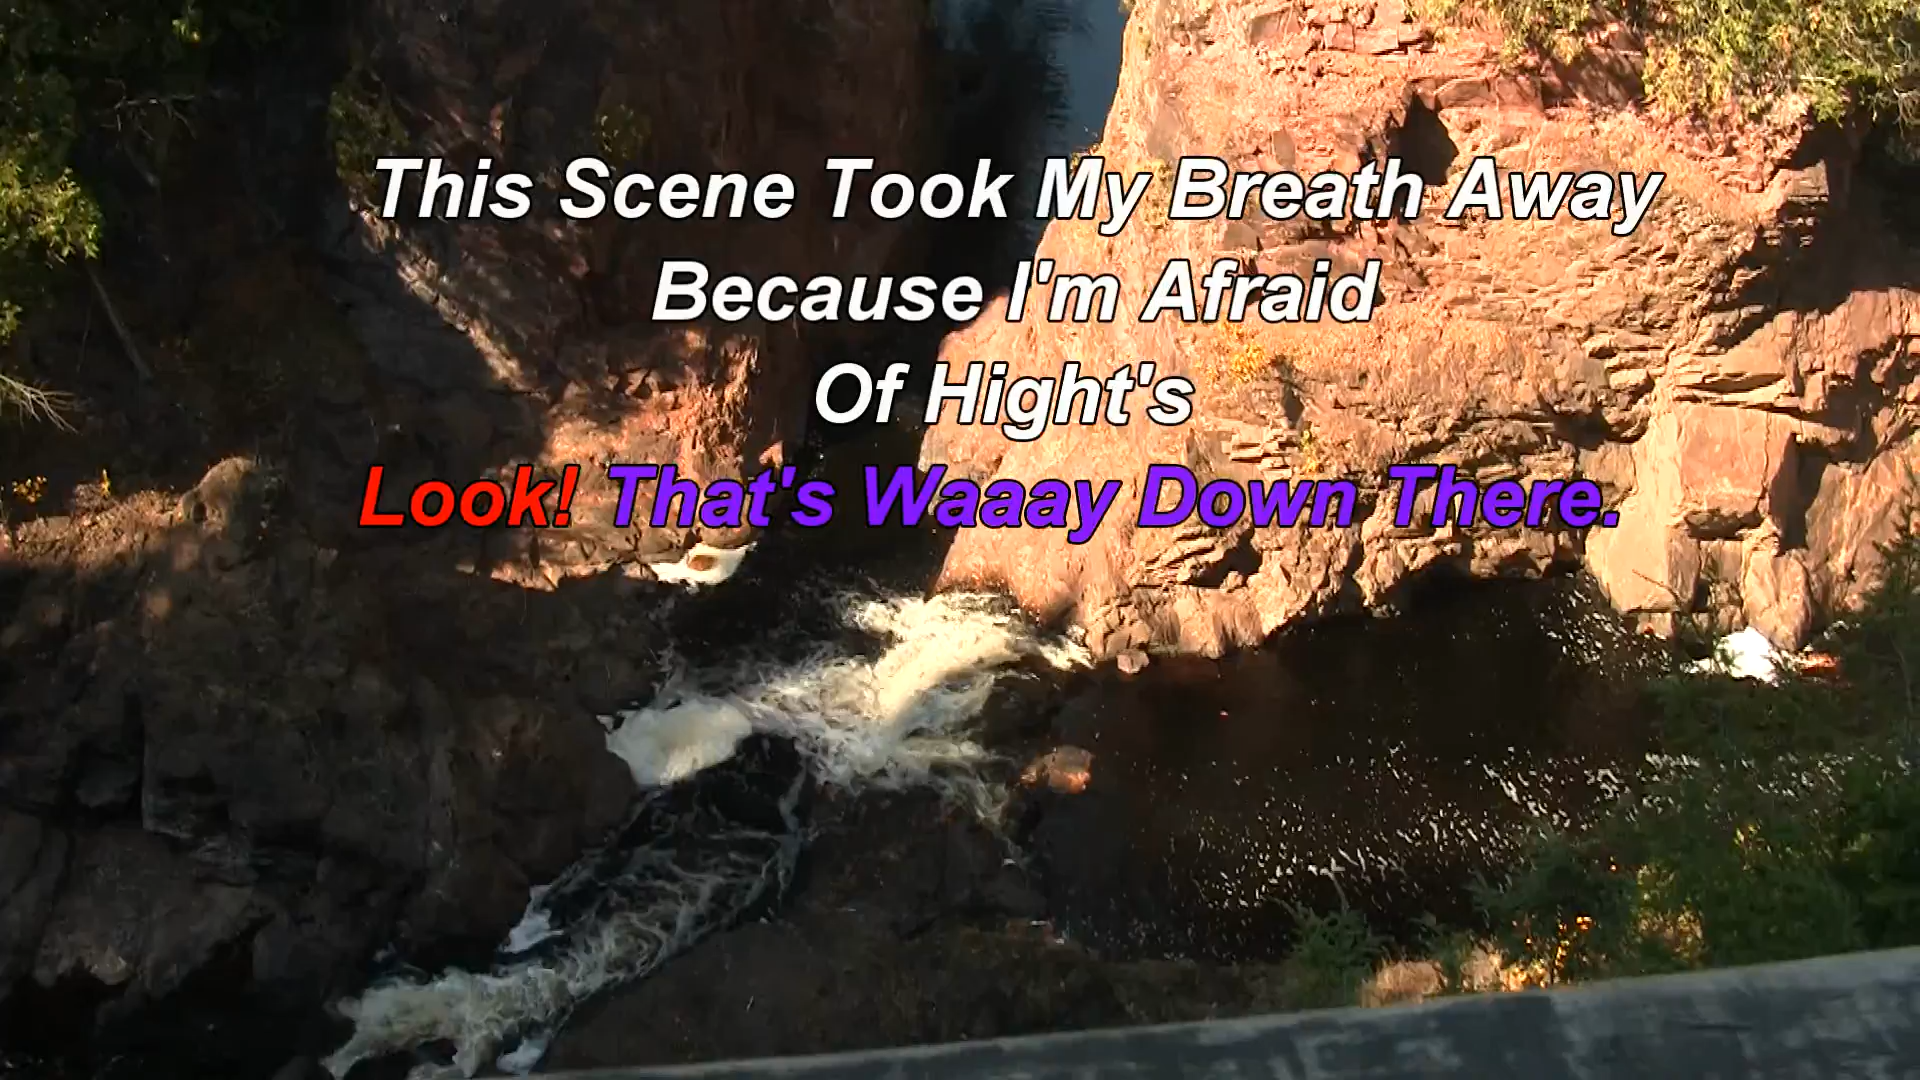 This Scene Took My Breath Away
Because I'm Afraid
Of Hight's
Look! That's Waaay Down There.